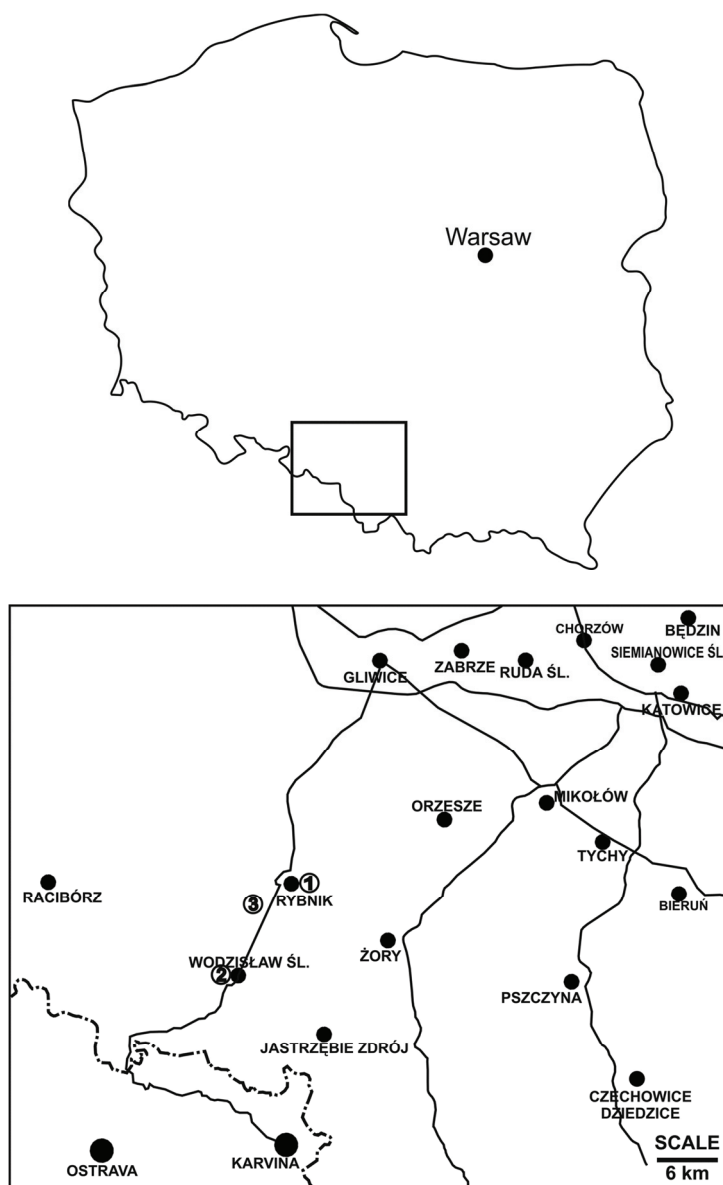 Warsaw
BĘDZIN
CHORZÓW
SIEMIANOWICE ŚL.
ZABRZE
RUDA ŚL.
GLIWICE
KATOWICE
MIKOŁÓW
ORZESZE
TYCHY
RACIBÓRZ
1
RYBNIK
BIERUŃ
3
ŻORY
WODZISŁAW ŚL.
2
PSZCZYNA
JASTRZĘBIE ZDRÓJ
CZECHOWICE
DZIEDZICE
SCALE
6 km
KARVINA
OSTRAVA